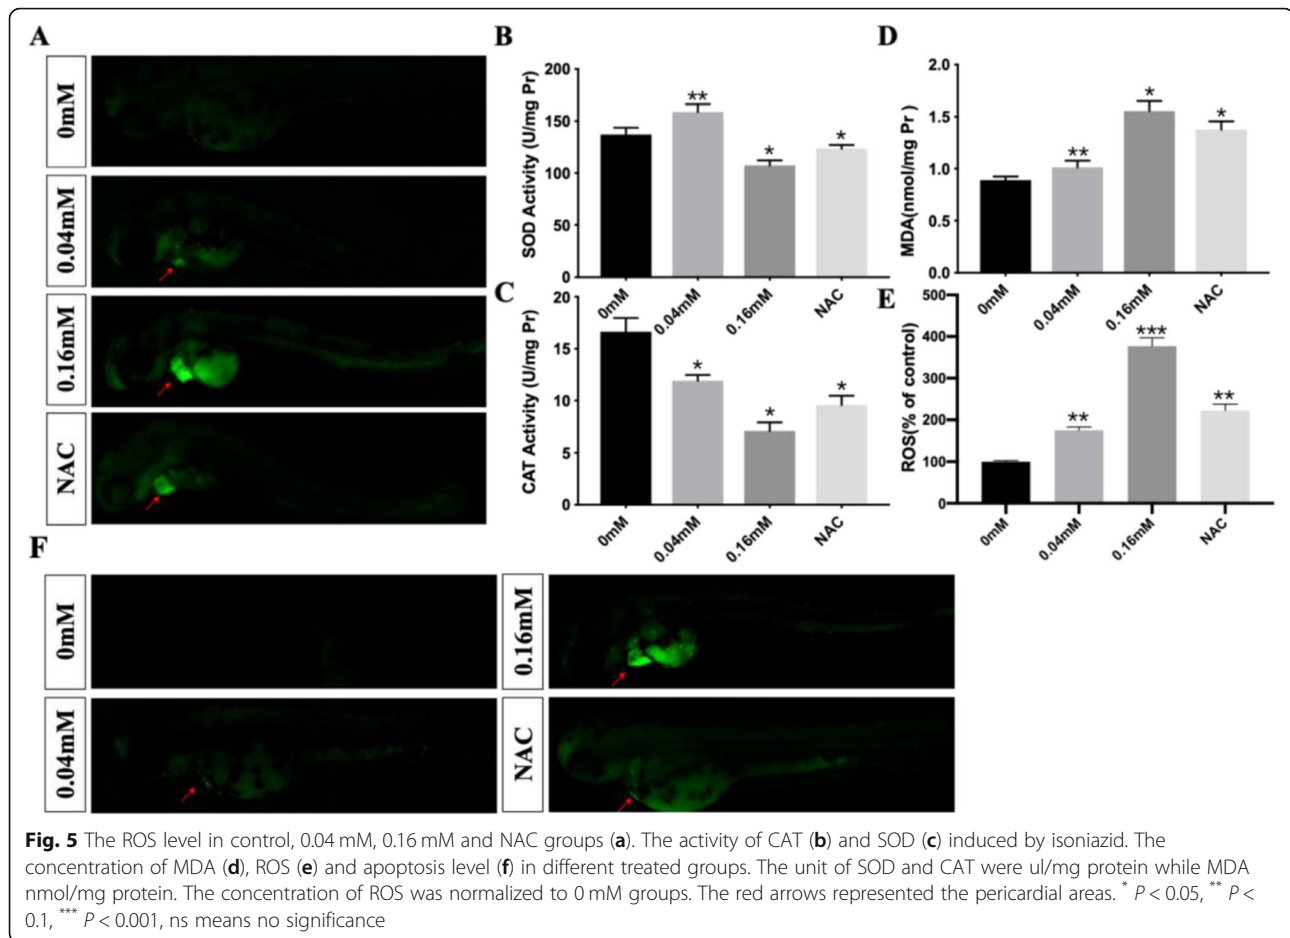 A
0mM
0.04mM
0.16mM
NAC
B
SOD Activity (U/mg Pr)
200
150
100
50
0
**
*
*
0mM
0.04mM
0.16mM
NAC
C
CAT Activity (U/mg Pr)
20
15
10
5
0
*
*
*
0mM
0.04mM
0.16mM
NAC
D
MDA(nmol/mg Pr )
2.0
1.5
1.0
0.5
0.0
**
*
*
0mM
0.04mM
0.16mM
NAC
E
ROS(% of control)
500
400
300
200
100
0
**
***
**
0mM
0.04mM
0.16mM
NAC
F
0mM
0.16mM
0.04mM
NAC
Fig. 5 The ROS level in control, 0.04 mM, 0.16 mM and NAC groups (a). The activity of CAT (b) and SOD (c) induced by isoniazid. The
concentration of MDA (d), ROS (e) and apoptosis level (f) in different treated groups. The unit of SOD and CAT were ul/mg protein while MDA
nmol/mg protein. The concentration of ROS was normalized to 0 mM groups. The red arrows represented the pericardial areas. * P < 0.05, ** P <
0.1, *** P < 0.001, ns means no significance